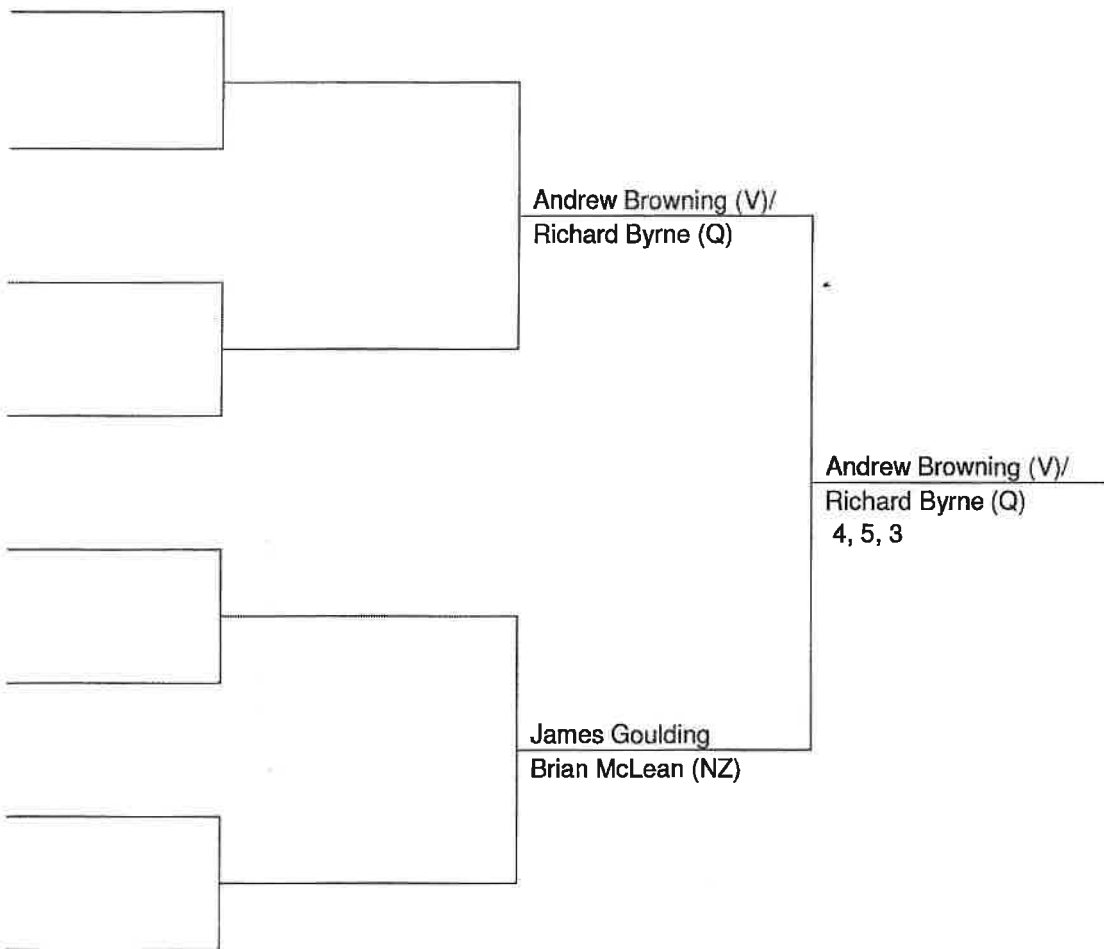 Andrew Browning (V)/
Richard Byrne (Q)
Andrew Browning (V)/
Richard Byrne (Q)
4, 5, 3
James Goulding
Brian McLean (NZ)